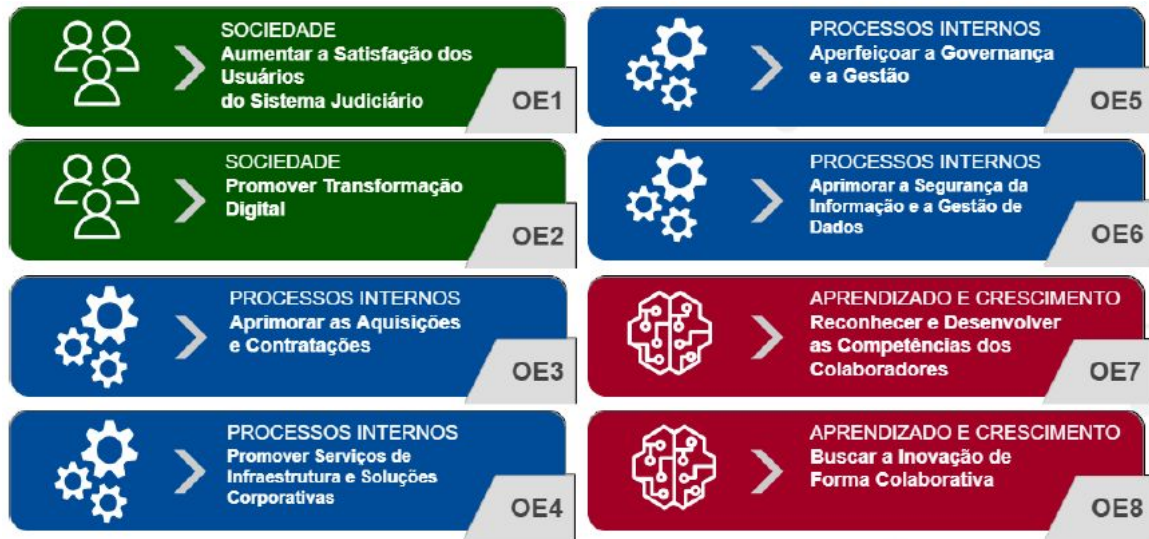 SOCIEDADE
Aumentar a Satisfação dos
Usuários
do Sistema Judiciário
OE1
SOCIEDADE
Promover Transformação
Digital
OE2
PROCESSOS INTERNOS
Aprimorar as Aquisições
e Contratações
OE3
PROCESSOS INTERNOS
Promover Serviços de
Infraestrutura e Soluções
Corporativas
OE4
PROCESSOS INTERNOS
Aperfeiçoar a Governança
e a Gestão
OE5
PROCESSOS INTERNOS
Aprimorar a Segurança da
Informação e a Gestão de
Dados
OE6
APRENDIZADO E CRESCIMENTO
Reconhecer e Desenvolver
as Competências dos
Colaboradores
OE7
APRENDIZADO E CRESCIMENTO
Buscar a Inovação de
Forma Colaborativa
OE8